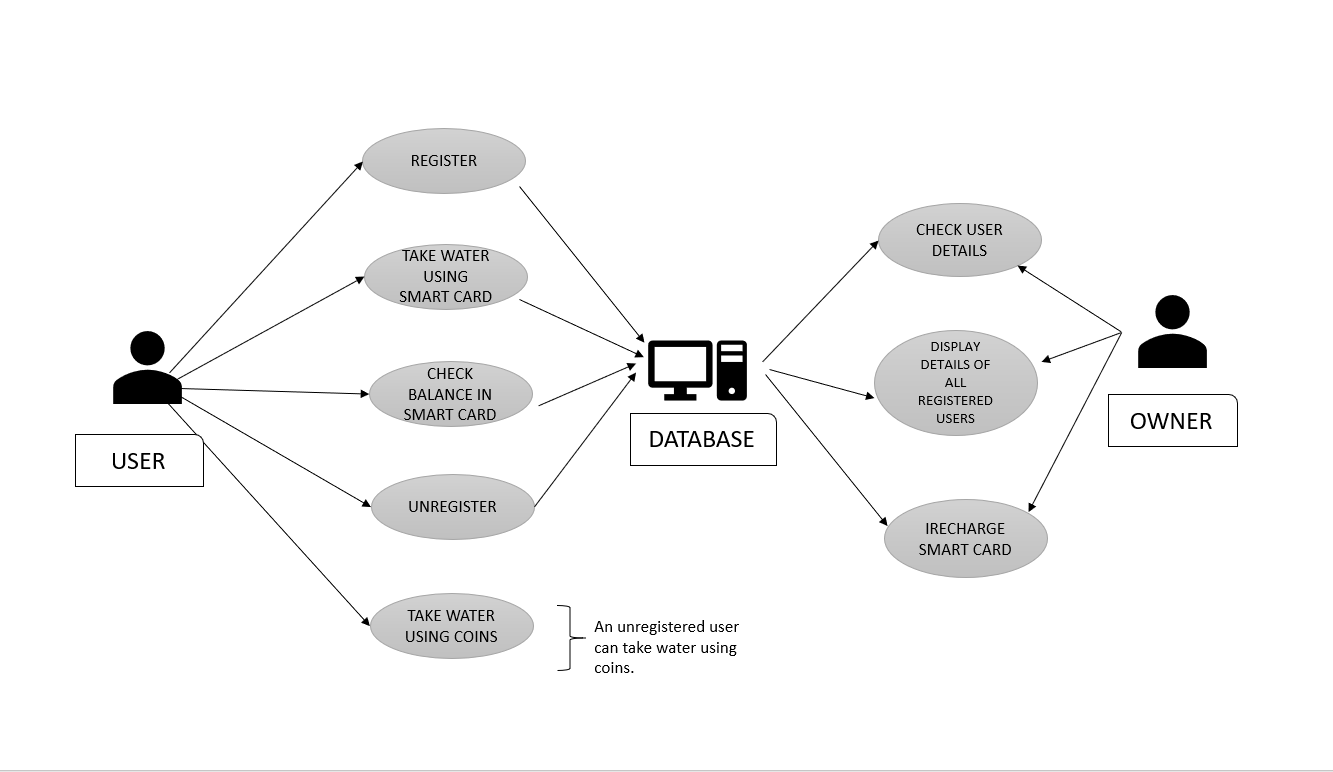 REGISTER
TAKE WATER
USING
SMART CARD
CHECK
BALANCE IN
SMART CARD
UNREGISTER
TAKE WATER
USING COINS
USER
An unregistered user
can take water using
coins.
DATABASE
CHECK USER
DETAILS
DISPLAY
DETAILS OF
ALL
REGISTERED
USERS
IRECHARGE
SMART CARD
OWNER